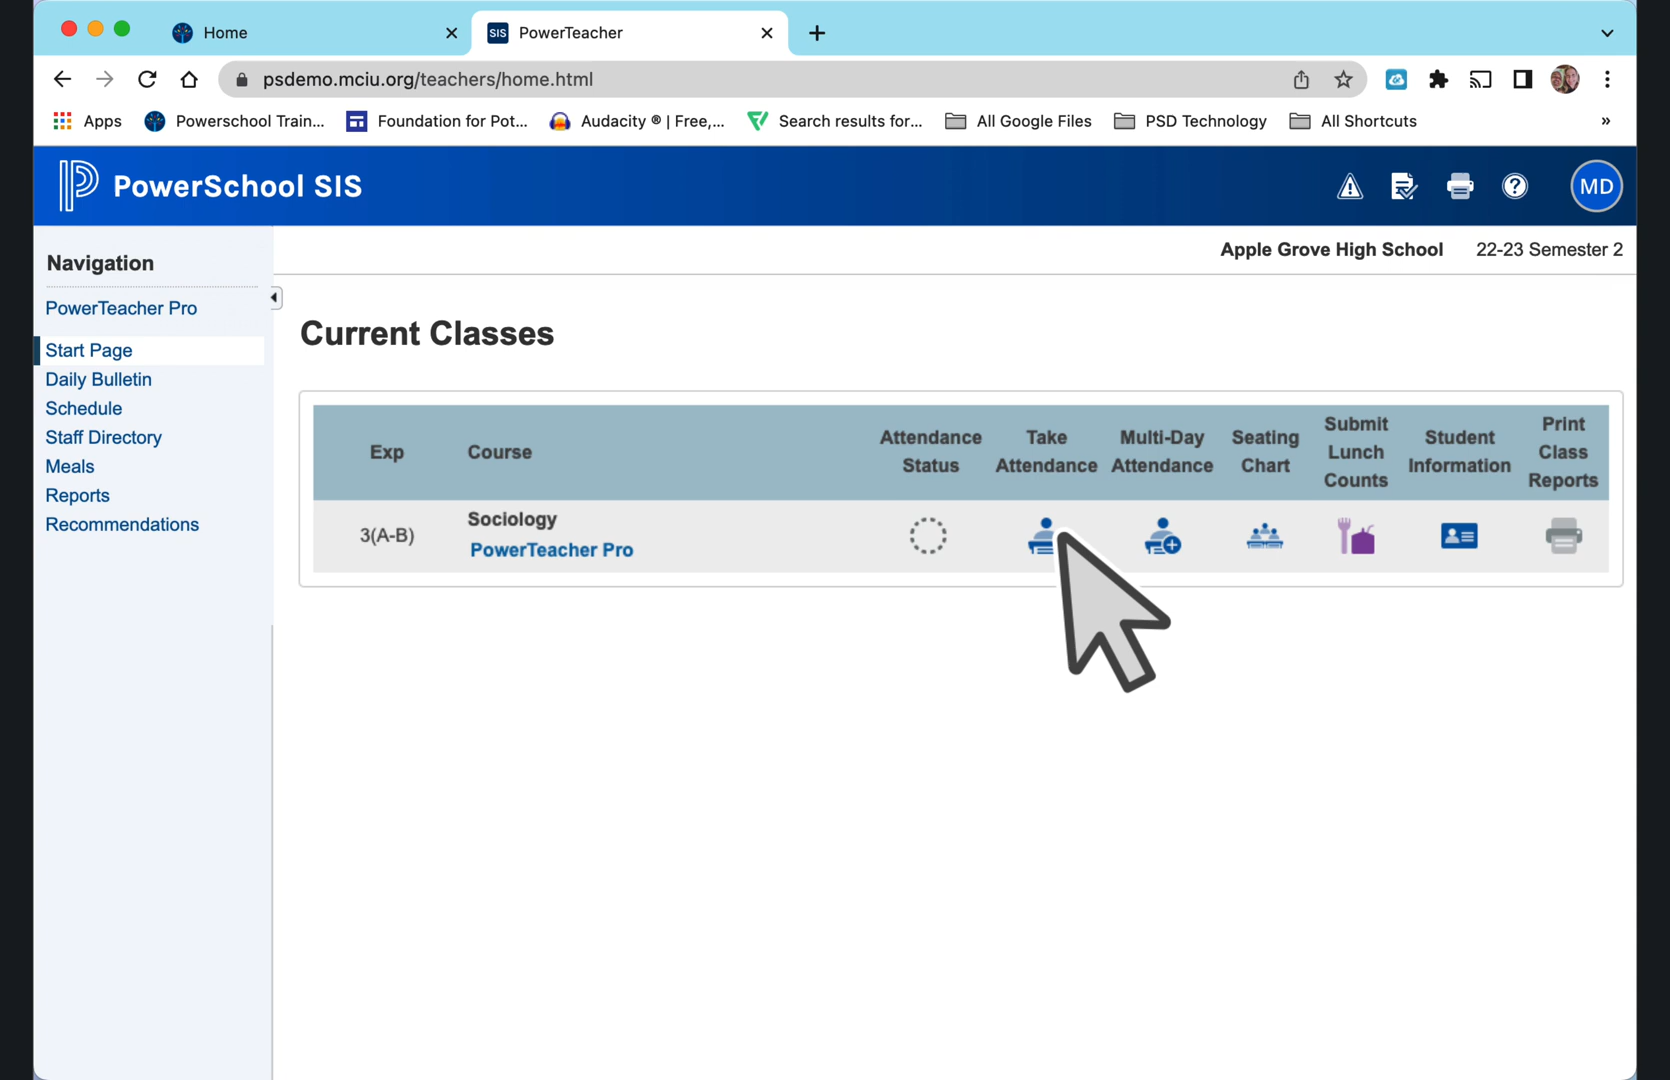 Home
SIS PowerTeacher
psdemo.mciu.org/teachers/home.html
Apps
Powerschool Train...
Foundation for Pot...
Audacity ® | Free,...
Search results for...
All Google Files
PSD Technology
All Shortcuts
»
PowerSchool SIS
MD
Apple Grove High School 22-23 Semester 2
Navigation
PowerTeacher Pro
Start Page
Daily Bulletin
Schedule
Staff Directory
Meals
Reports
Recommendations
Current Classes
Exp
Course
Attendance
Status
Take
Attendance
Multi-Day
Attendance
Seating
Chart
Submit
Lunch
Counts
Student
Information
Print
Class
Reports
3(A-B)
Sociology
PowerTeacher Pro